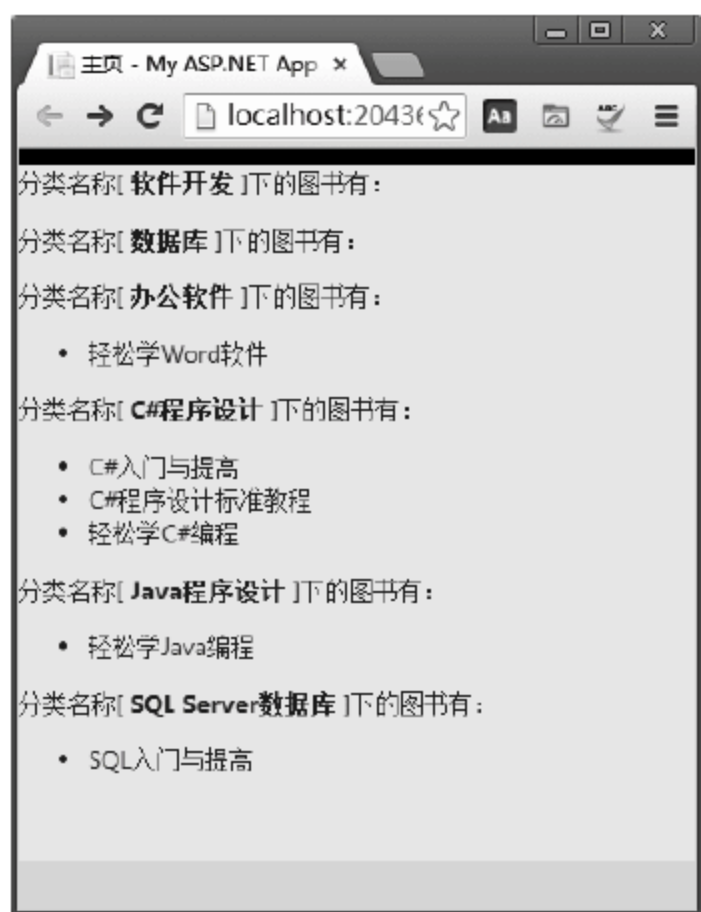 主页 - My ASP.NET App ×
localhost:2043
Aa
ABC
分类名称[ 软件开发 ]下的图书有：
分类名称[ 数据库 ]下的图书有：
分类名称[ 办公软件 ]下的图书有：
• 轻松学Word软件
分类名称[ C#程序设计 ]下的图书有：
• C#入门与提高
• C#程序设计标准教程
• 轻松学C#编程
分类名称[ Java程序设计 ]下的图书有：
• 轻松学Java编程
分类名称[ SQL Server数据库 ]下的图书有：
• SQL入门与提高